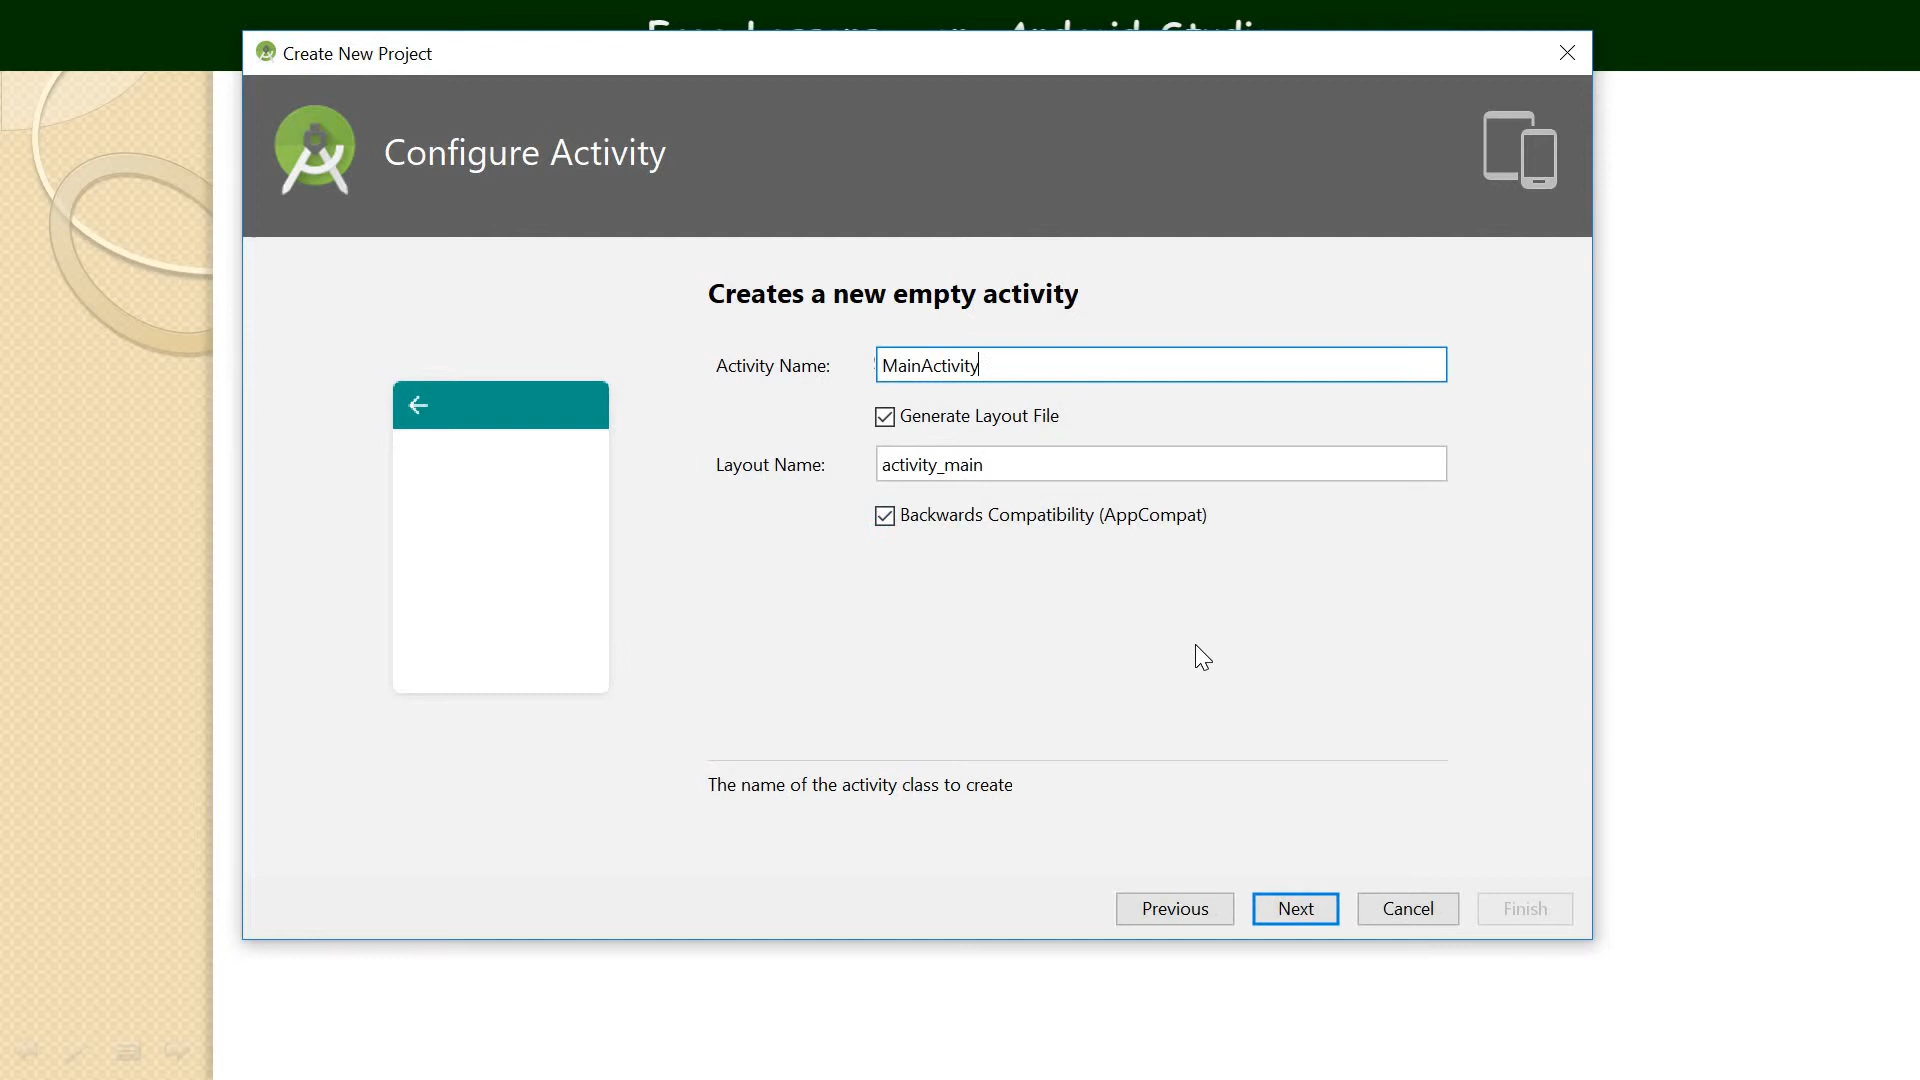 Create New Project
Configure Activity
Creates a new empty activity
Activity Name: MainActivity
Generate Layout File
Layout Name: activity_main
Backwards Compatibility (AppCompat)
The name of the activity class to create
Previous Next Cancel Finish